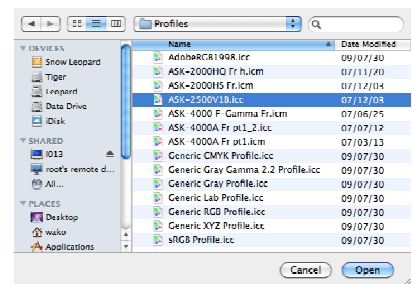 Profiles
Name Date Modified
DEVICES
Snow Leopard
Tiger
Leopard
Data Drive
iDisk
SHARED
i013
root's remote d...
All...
PLACES
Desktop
wako
Applications
AdobeRGB1998.icc 09/07/30
ASK-2000HQ Fr h.icm 07/11/20
ASK-2000HS Fr.icm 07/12/03
ASK-2500V1B.icc 07/12/03
ASK-4000 F-Gamma Fr.icm 07/06/25
ASK-4000A Fr pt1_2.icc 07/07/12
ASK-4000A Fr pt1.icm 07/03/13
Generic CMYK Profile.icc 09/07/30
Generic Gray Gamma 2.2 Profile.icc 09/07/30
Generic Gray Profile.icc 09/07/30
Generic Lab Profile.icc 09/07/30
Generic RGB Profile.icc 09/07/30
Generic XYZ Profile.icc 09/07/30
sRGB Profile.icc 09/07/30
Cancel Open